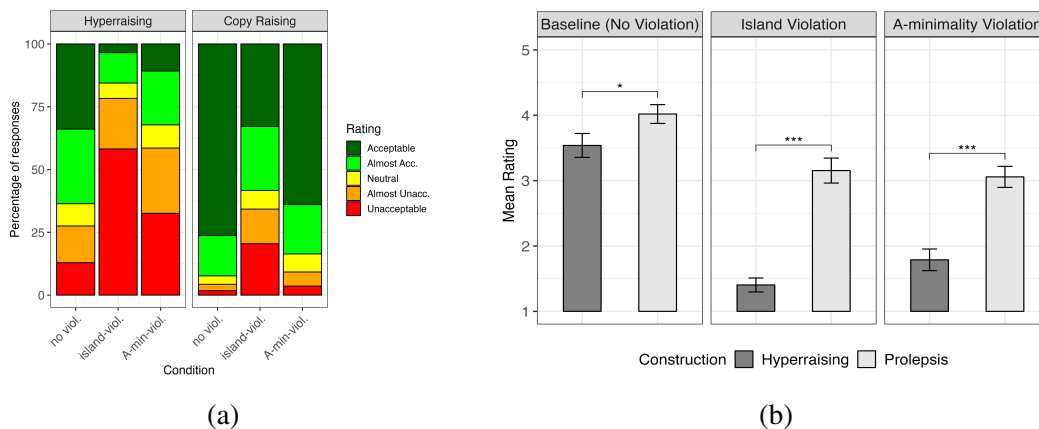 Hyperraising
Copy Raising
100
75
50
25
0
Percentage of responses
no viol.
island-viol.
A-min-viol.
no viol.
island-viol.
A-min-viol.
Condition
Rating
Acceptable
Almost Acc.
Neutral
Almost Unacc.
Unacceptable
(a)
Baseline (No Violation)
Island Violation
A-minimality Violation
5
4
3
2
1
Mean Rating
*
***
***
Construction Hyperraising Prolepsis
(b)